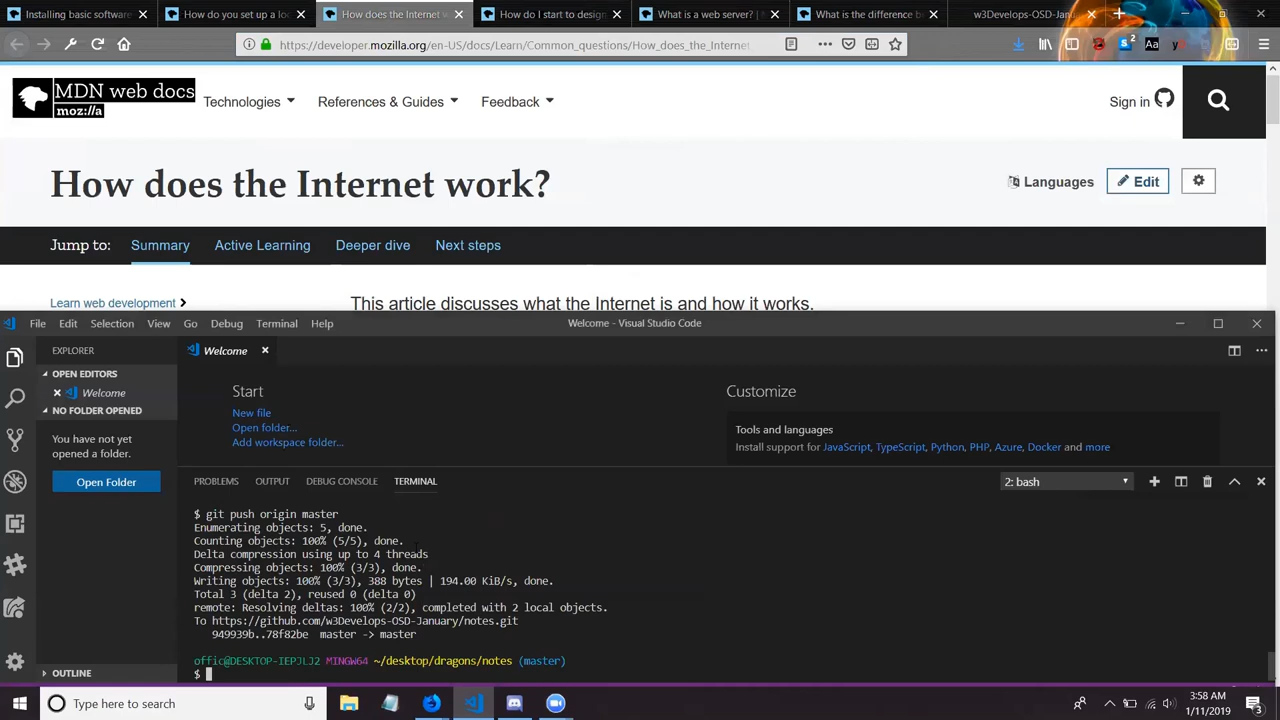 Installing basic software
How do you set up a loc
How does the Internet w
How do I start to design
What is a web server? |
What is the difference be
w3Develops-OSD-Janu
https://developer.mozilla.org/en-US/docs/Learn/Common_questions/How_does_the_Internet
MDN web docs
moz://a
Technologies
References & Guides
Feedback
Sign in
How does the Internet work?
Languages
Edit
Jump to:
Summary
Active Learning
Deeper dive
Next steps
Learn web development
This article discusses what the Internet is and how it works.
File Edit Selection View Go Debug Terminal Help
Welcome - Visual Studio Code
EXPLORER
OPEN EDITORS
Welcome
NO FOLDER OPENED
You have not yet
opened a folder.
Open Folder
OUTLINE
Welcome
Start
New file
Open folder...
Add workspace folder...
Customize
Tools and languages
Install support for JavaScript, TypeScript, Python, PHP, Azure, Docker and more
PROBLEMS OUTPUT DEBUG CONSOLE TERMINAL
2: bash
$ git push origin master
Enumerating objects: 5, done.
Counting objects: 100% (5/5), done.
Delta compression using up to 4 threads
Compressing objects: 100% (3/3), done.
Writing objects: 100% (3/3), 388 bytes | 194.00 KiB/s, done.
Total 3 (delta 2), reused 0 (delta 0)
remote: Resolving deltas: 100% (2/2), completed with 2 local objects.
To https://github.com/w3Develops-OSD-January/notes.git
949939b..78f82be master -> master
offic@DESKTOP-IEPJLJ2 MINGW64 ~/desktop/dragons/notes (master)
$
Type here to search
3:58 AM
1/11/2019
3